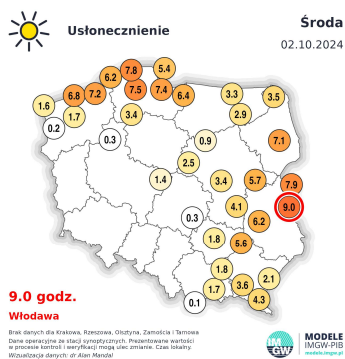 Usłonecznienie
Środa
02.10.2024
7.8
5.4
6.2
7.5
7.4
6.8
7.2
6.4
3.3
3.5
1.6
1.7
3.4
2.9
0.2
0.3
0.9
7.1
2.5
1.4
3.4
5.7
7.9
4.1
9.0
0.3
6.2
1.8
5.6
1.8
2.1
1.7
3.6
0.1
4.3
9.0 godz.
Włodawa
Brak danych dla Krakowa, Rzeszowa, Olsztyna, Zamościa i Tarnowa
Dane operacyjne ze stacji synoptycznych. Prezentowane wartości
w procesie kontroli i weryfikacji mogą ulec zmianie. Czas lokalny.
Wizualizacja danych: dr Alan Mandal
IM
GW
MODELE
IMGW-PIB
modele.imgw.pl